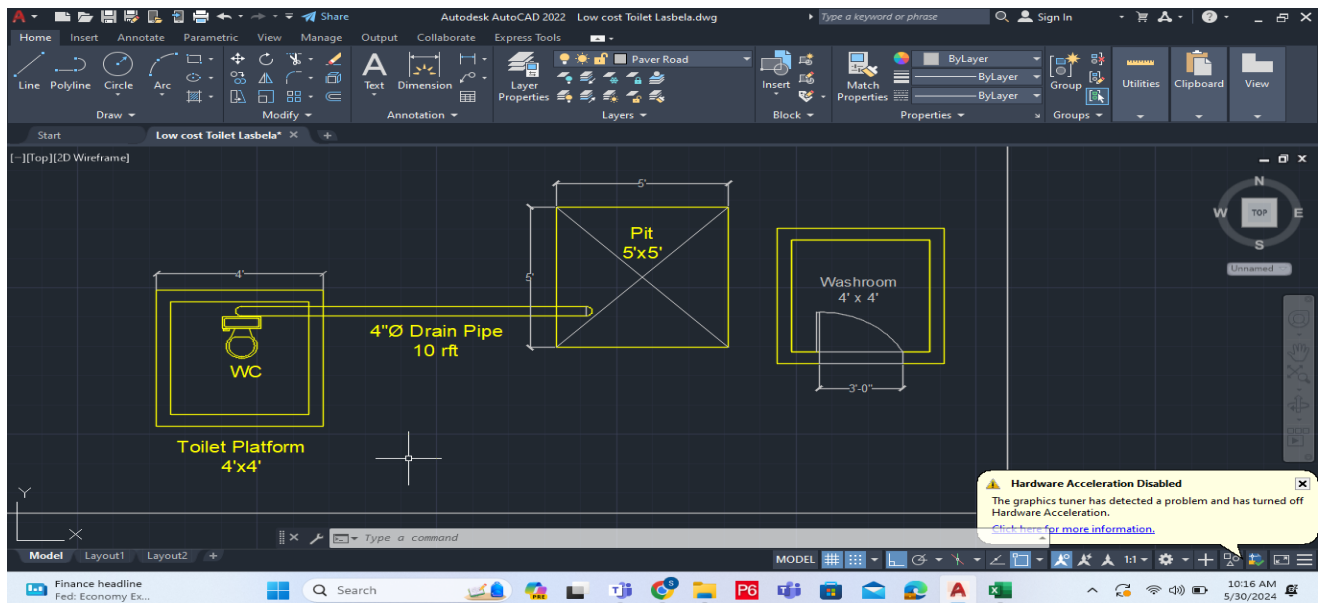 Share
Autodesk AutoCAD 2022 Low cost Toilet Lasbela.dwg
Type a keyword or phrase
Sign In
Home Insert Annotate Parametric View Manage Output Collaborate Express Tools
Paver Road
ByLayer
ByLayer
ByLayer
Line Polyline Circle Arc
Text Dimension
Layer
Properties
Insert
Match
Properties
Group
Utilities Clipboard View
Draw Modify Annotation Layers Block Properties Groups
Start Low cost Toilet Lasbela* × +
[−][Top][2D Wireframe]
N
W TOP E
S
Unnamed
5'
Pit
5'x5'
5'
Washroom
4' x 4'
3'-0"
4'
4"Ø Drain Pipe
10 rft
WC
Toilet Platform
4'x4'
Y
X
Hardware Acceleration Disabled
The graphics tuner has detected a problem and has turned off
Hardware Acceleration.
Click here for more information.
Type a command
Model Layout1 Layout2 +
MODEL
1:1
Finance headline
Fed: Economy Ex...
Search
PRE
P6
10:16 AM
5/30/2024